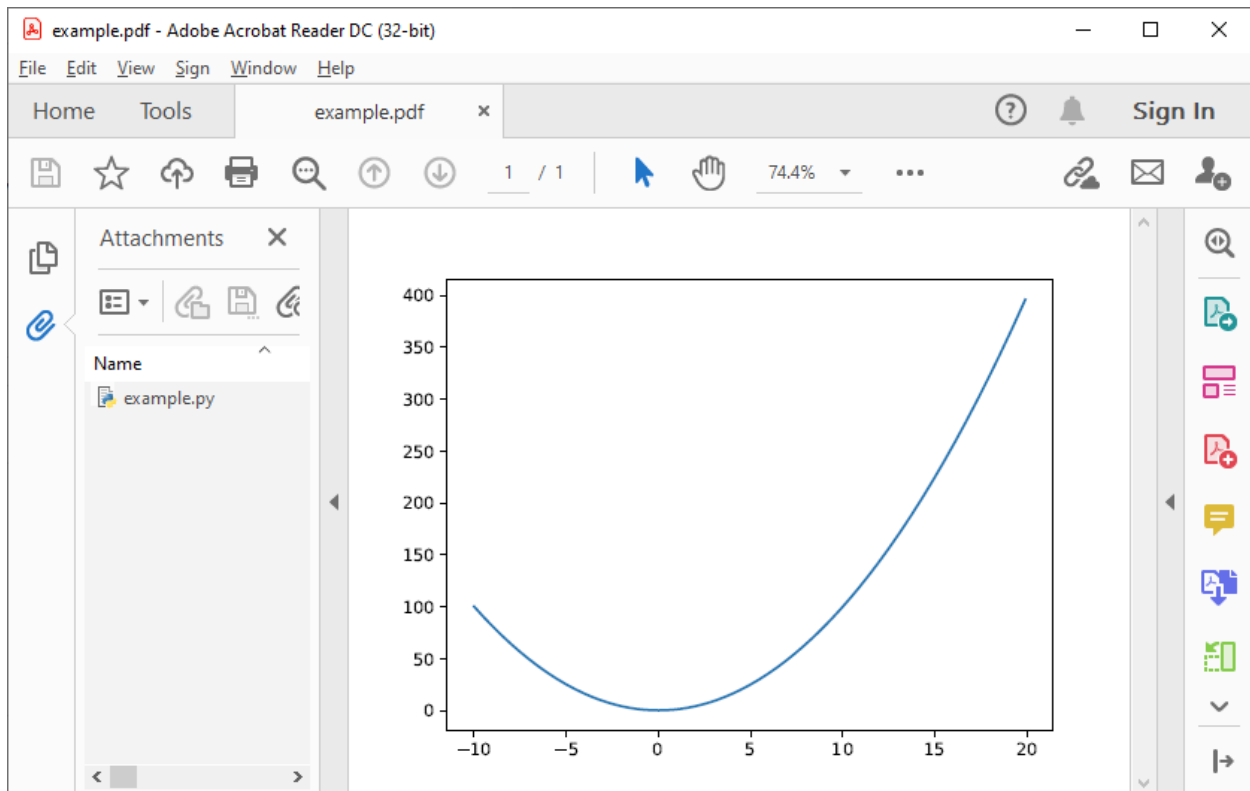 example.pdf - Adobe Acrobat Reader DC (32-bit)
File Edit View Sign Window Help
Home Tools example.pdf Sign In
1 / 1 74.4%
Attachments
Name
example.py
400
350
300
250
200
150
100
50
0
−10 −5 0 5 10 15 20